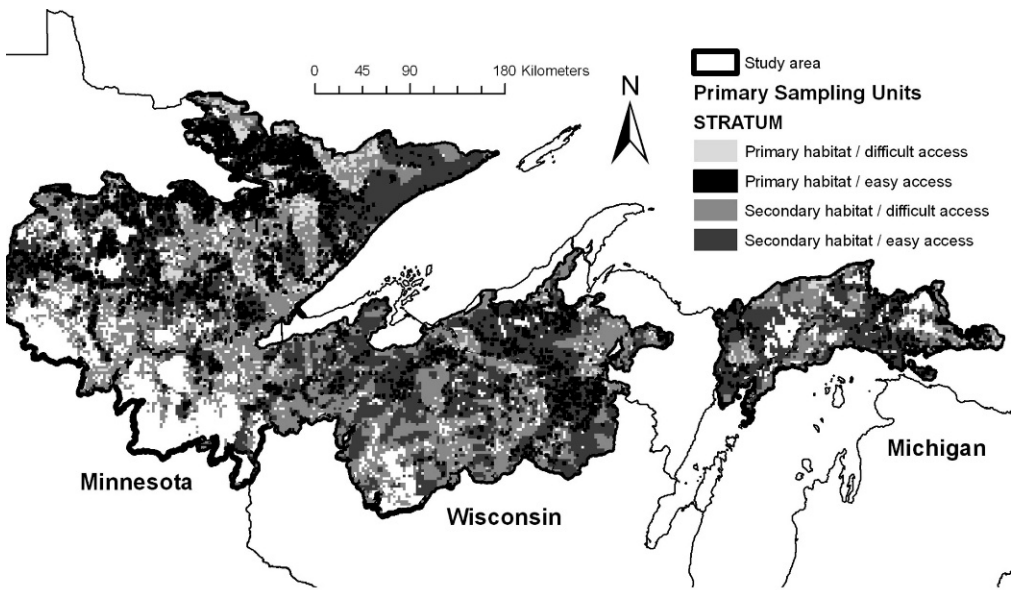 0 45 90 180 Kilometers
N
Study area
Primary Sampling Units
STRATUM
Primary habitat / difficult access
Primary habitat / easy access
Secondary habitat / difficult access
Secondary habitat / easy access
Minnesota
Wisconsin
Michigan